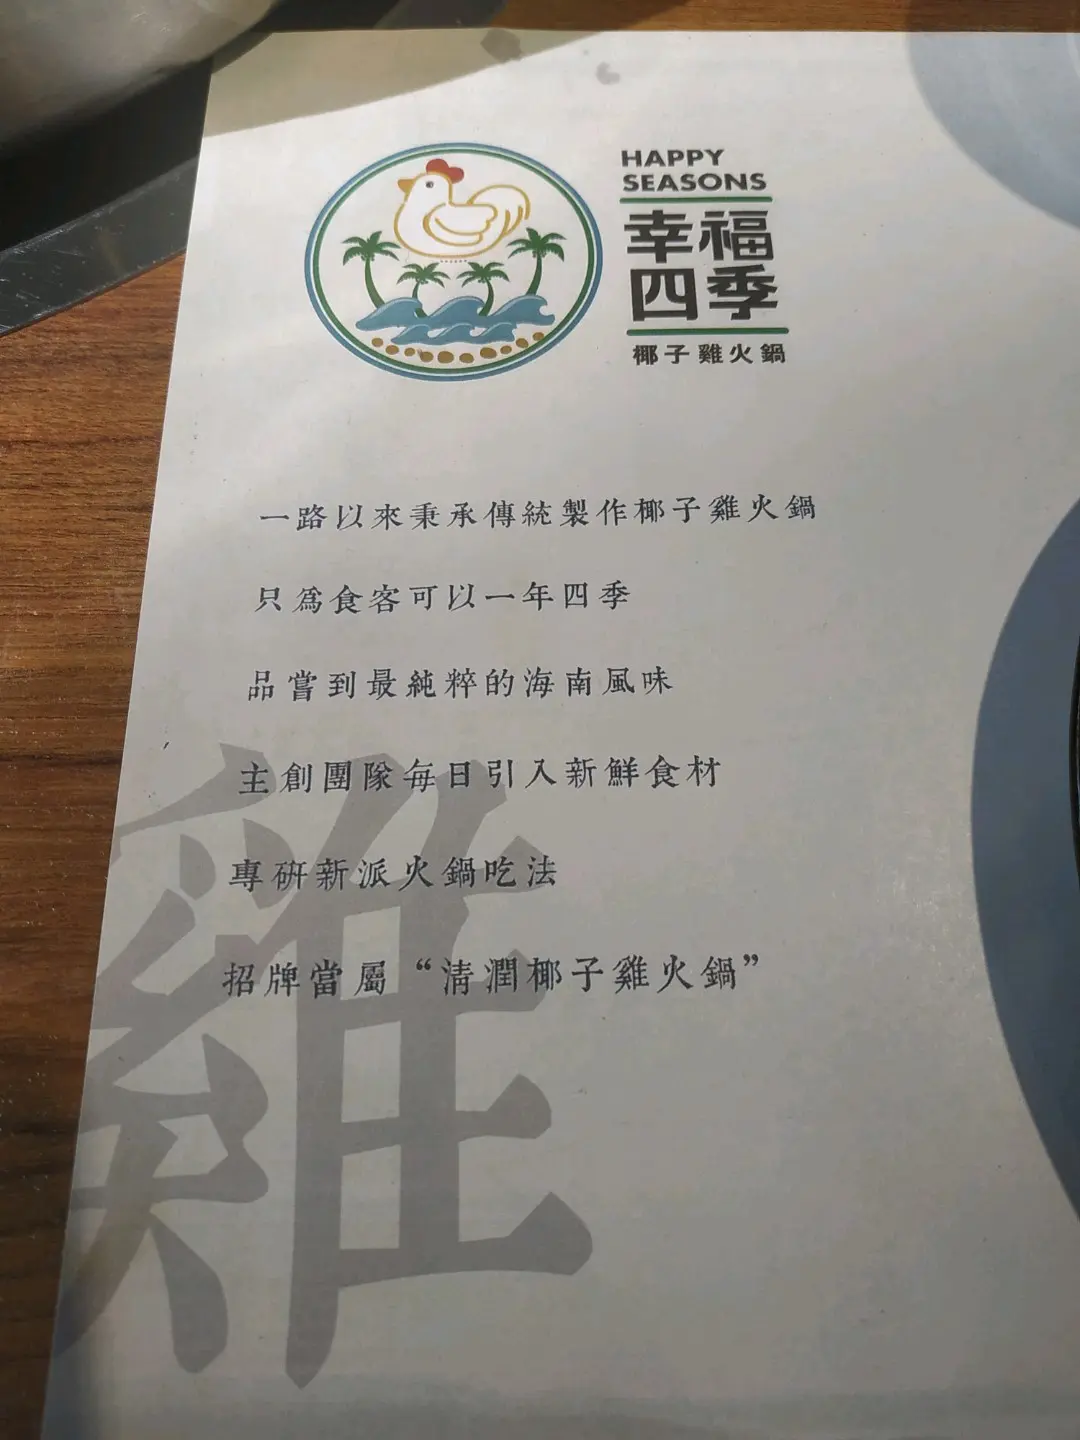 HAPPY
SEASONS
幸福
四季
椰子雞火鍋
一路以來秉承傳統製作椰子雞火鍋
只為食客可以一年四季
品嘗到最純粹的海南風味
主創團隊每日引入新鮮食材
專研新派火鍋吃法
招牌當屬“清潤椰子雞火鍋”
雞